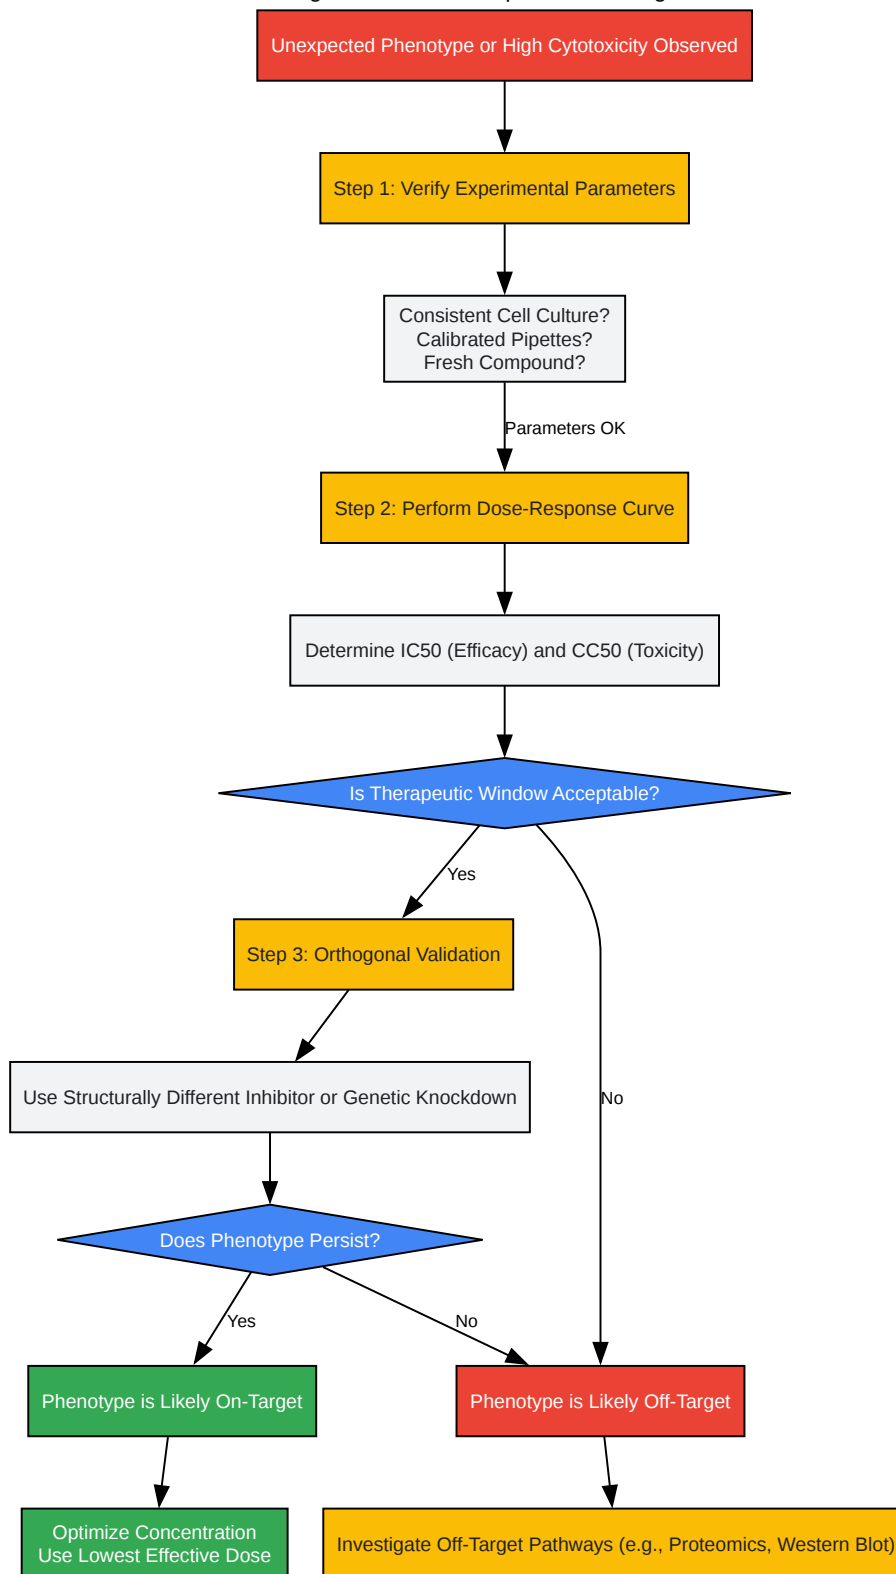 Unexpected Phenotype or High Cytotoxicity Observed
Step 1: Verify Experimental Parameters
Consistent Cell Culture?
Calibrated Pipettes?
Fresh Compound?
Parameters OK
Step 2: Perform Dose-Response Curve
Determine IC50 (Efficacy) and CC50 (Toxicity)
Is Therapeutic Window Acceptable?
Yes
Step 3: Orthogonal Validation
Use Structurally Different Inhibitor or Genetic Knockdown
No
Does Phenotype Persist?
Yes
No
Phenotype is Likely On-Target
Phenotype is Likely Off-Target
Optimize Concentration
Use Lowest Effective Dose
Investigate Off-Target Pathways (e.g., Proteomics, Western Blot)